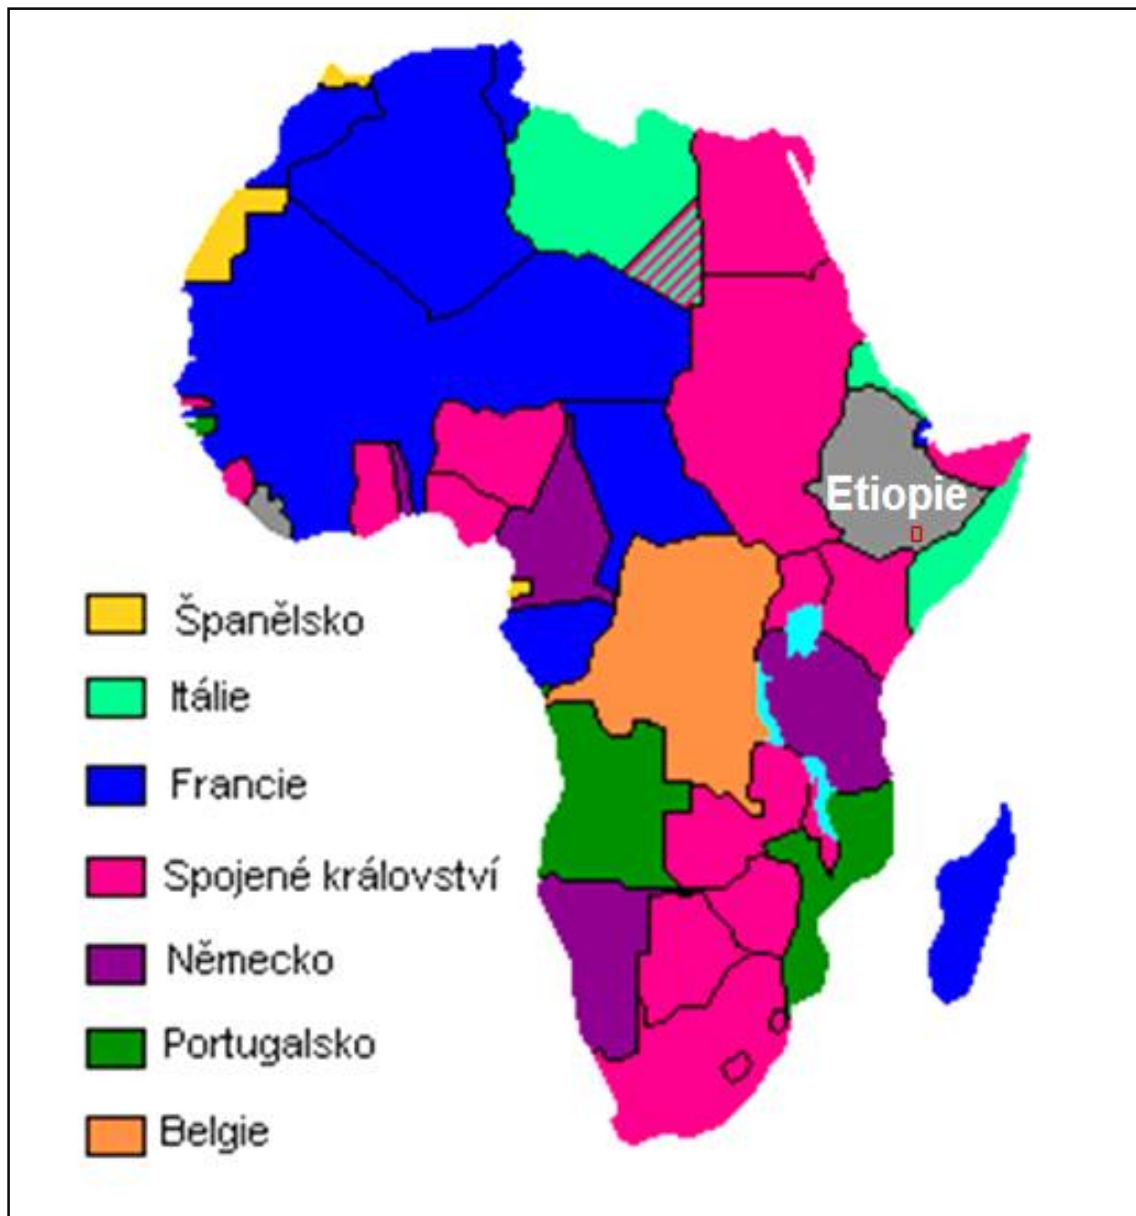 Etiopie
Španělsko
Itálie
Francie
Spojené království
Německo
Portugalsko
Belgie